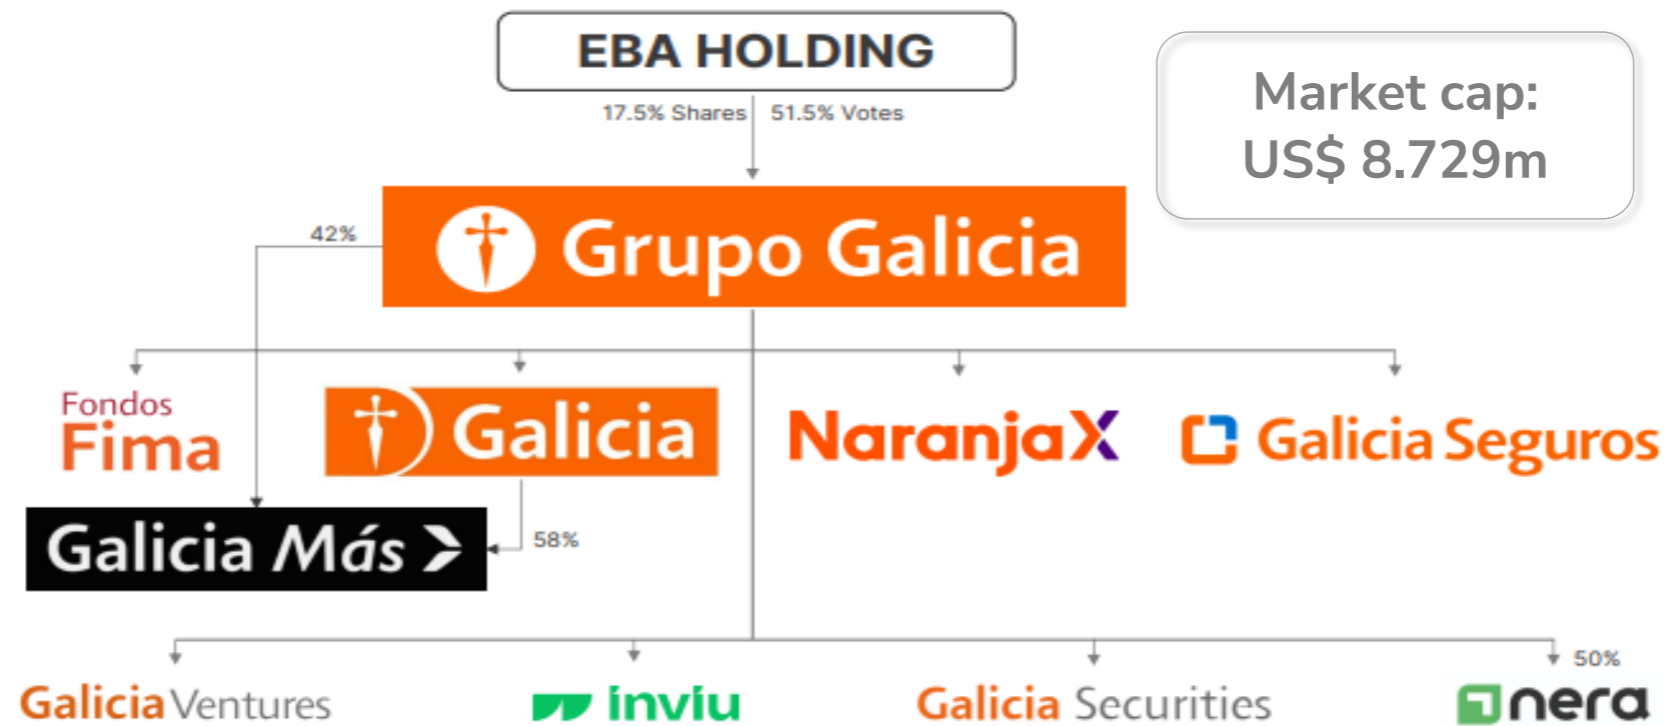 EBA HOLDING
17.5% Shares 51.5% Votes
Market cap:
US$ 8.729m
42%
Grupo Galicia
Fondos
Fima
Galicia
NaranjaX
Galicia Seguros
Galicia Más
58%
50%
Galicia Ventures
inviu
Galicia Securities
nera